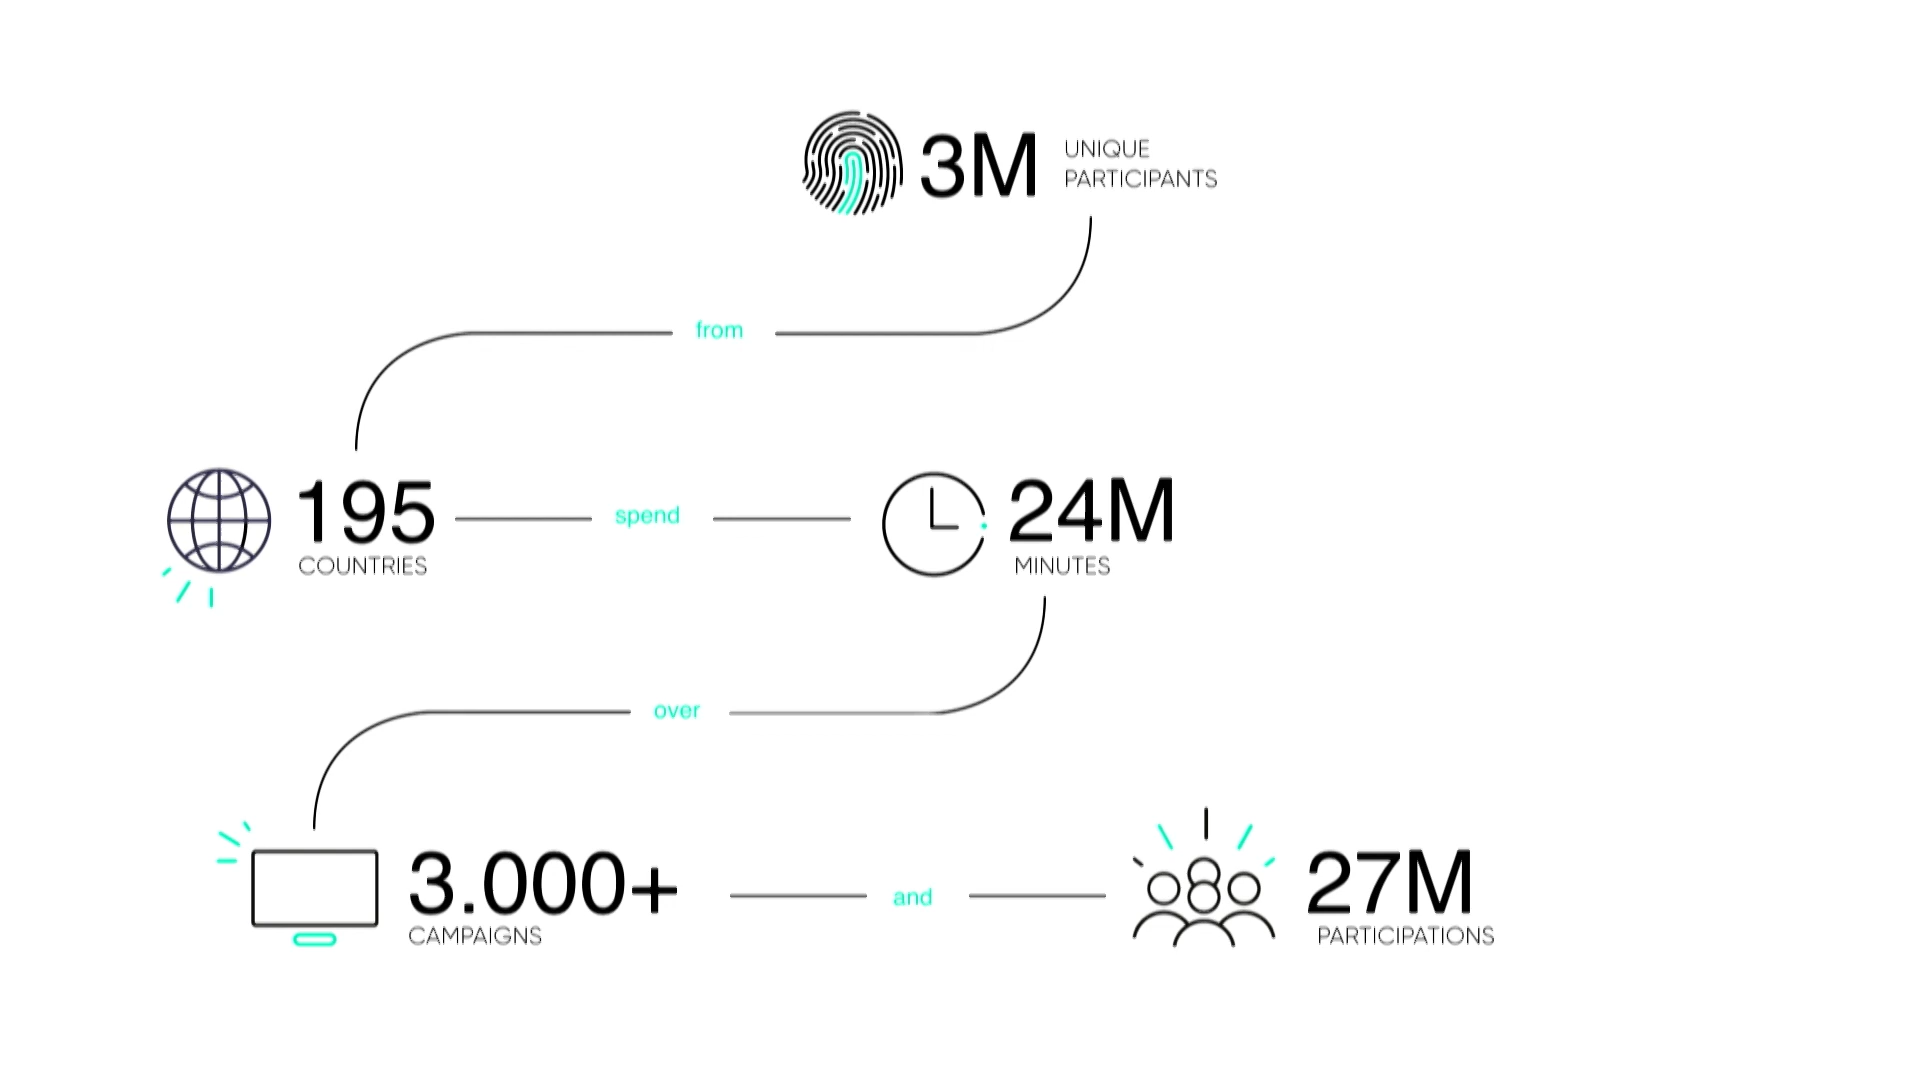 3M
UNIQUE
PARTICIPANTS
from
195
COUNTRIES
spend
24M
MINUTES
over
3.000+
CAMPAIGNS
and
27M
PARTICIPATIONS